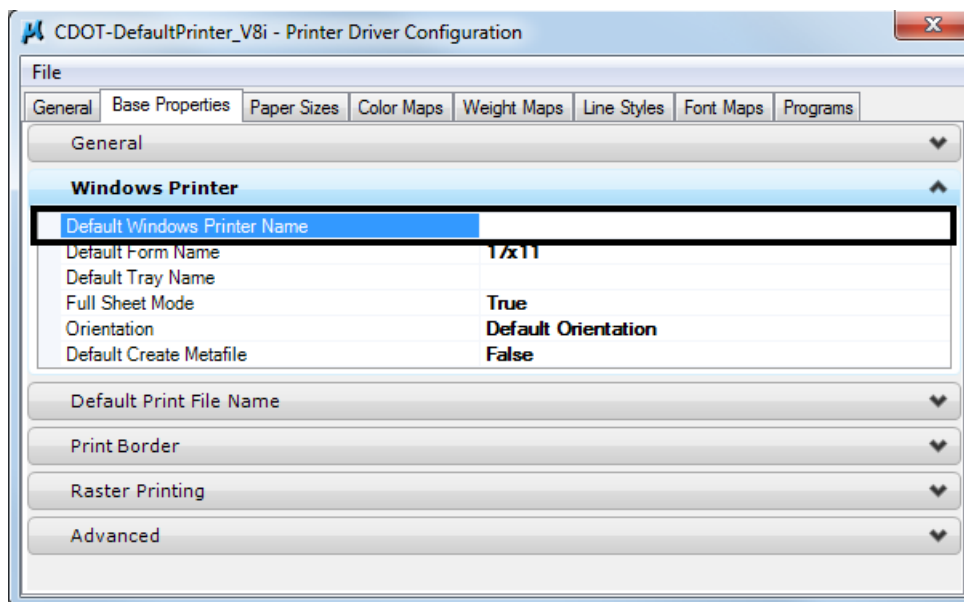 CDOT-DefaultPrinter_V8i - Printer Driver Configuration
File
General Base Properties Paper Sizes Color Maps Weight Maps Line Styles Font Maps Programs
General
Windows Printer
Default Windows Printer Name
Default Form Name 17x11
Default Tray Name
Full Sheet Mode True
Orientation Default Orientation
Default Create Metafile False
Default Print File Name
Print Border
Raster Printing
Advanced